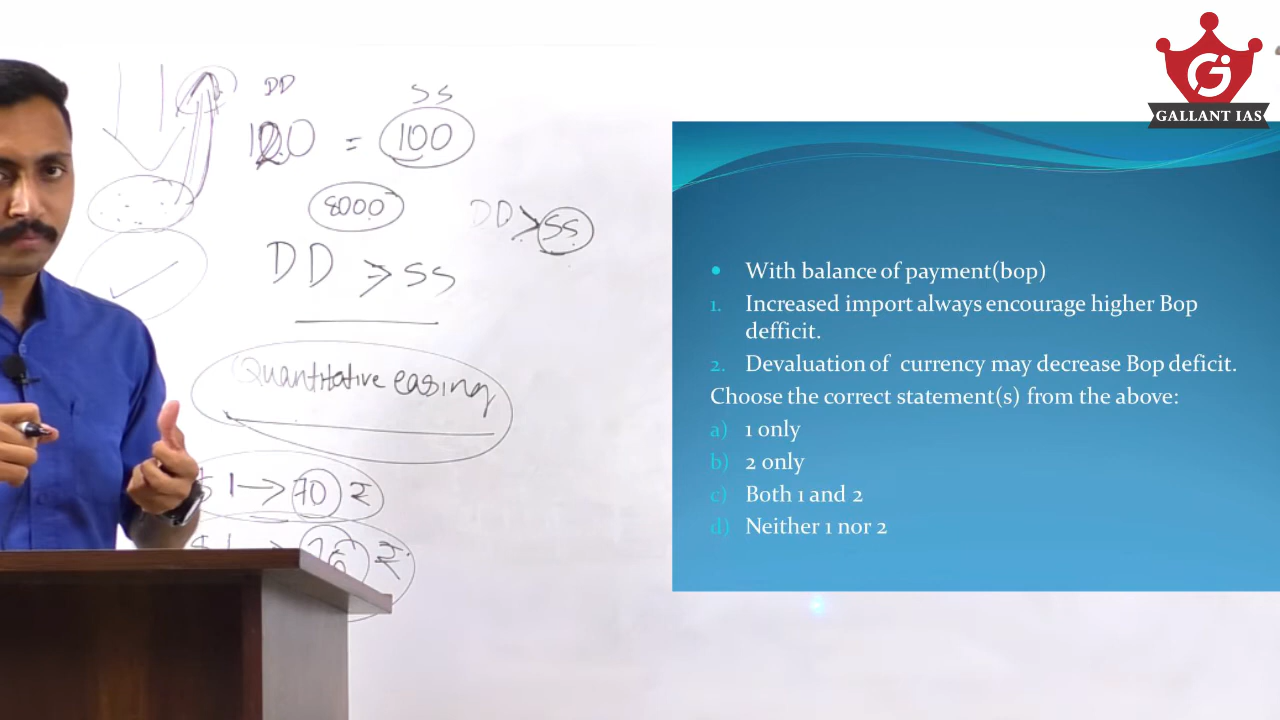 GALLANT IAS
DD
SS
120 = 100
8000
DD > SS
DD > SS
Quantitative easing
$1 → 70 ₹
$1 → 76 ₹
• With balance of payment(bop)
1. Increased import always encourage higher Bop
defficit.
2. Devaluation of currency may decrease Bop deficit.
Choose the correct statement(s) from the above:
a) 1 only
b) 2 only
c) Both 1 and 2
d) Neither 1 nor 2